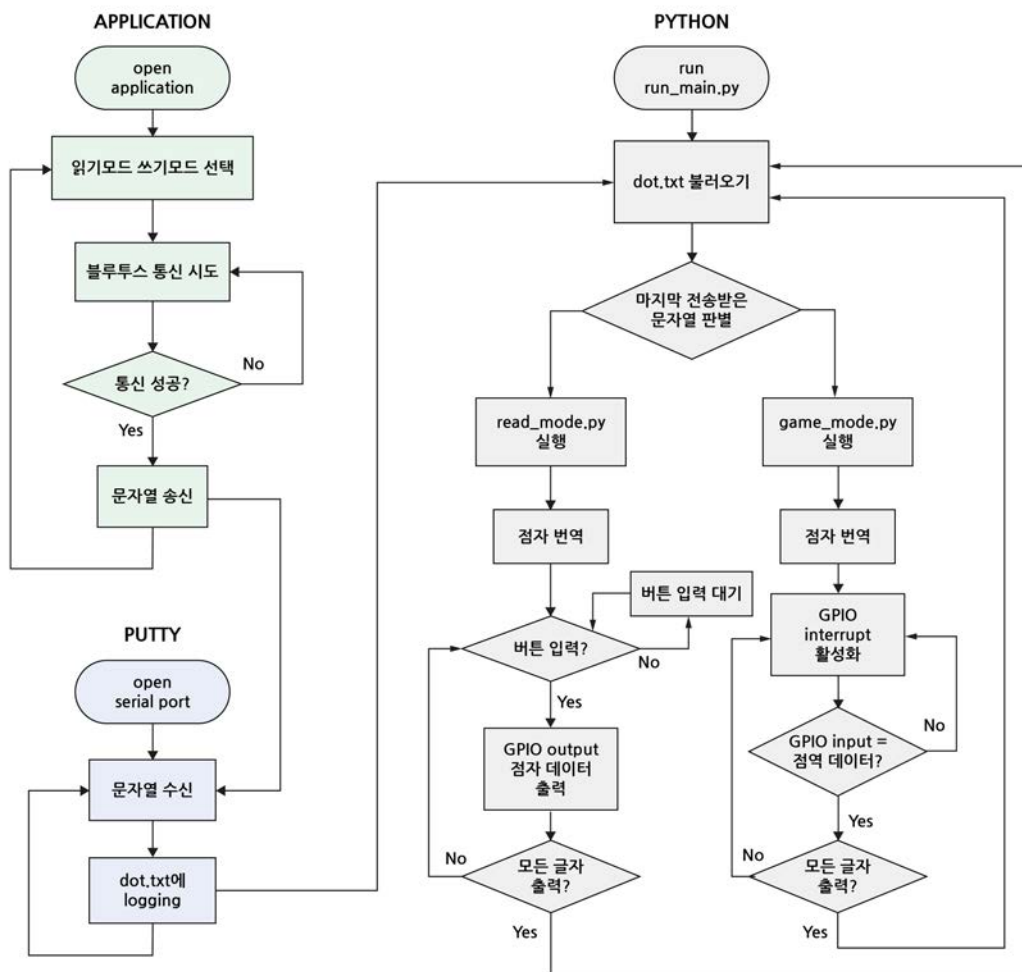 APPLICATION
open
application
읽기모드 쓰기모드 선택
블루투스 통신 시도
통신 성공?
No
Yes
문자열 송신
PUTTY
open
serial port
문자열 수신
dot.txt에
logging
PYTHON
run
run_main.py
dot.txt 불러오기
마지막 전송받은
문자열 판별
read_mode.py
실행
점자 번역
버튼 입력 대기
버튼 입력?
No
Yes
GPIO output
점자 데이터
출력
No
모든 글자
출력?
Yes
game_mode.py
실행
점자 번역
GPIO
interrupt
활성화
No
GPIO input =
점역 데이터?
Yes
No
모든 글자
출력?
Yes